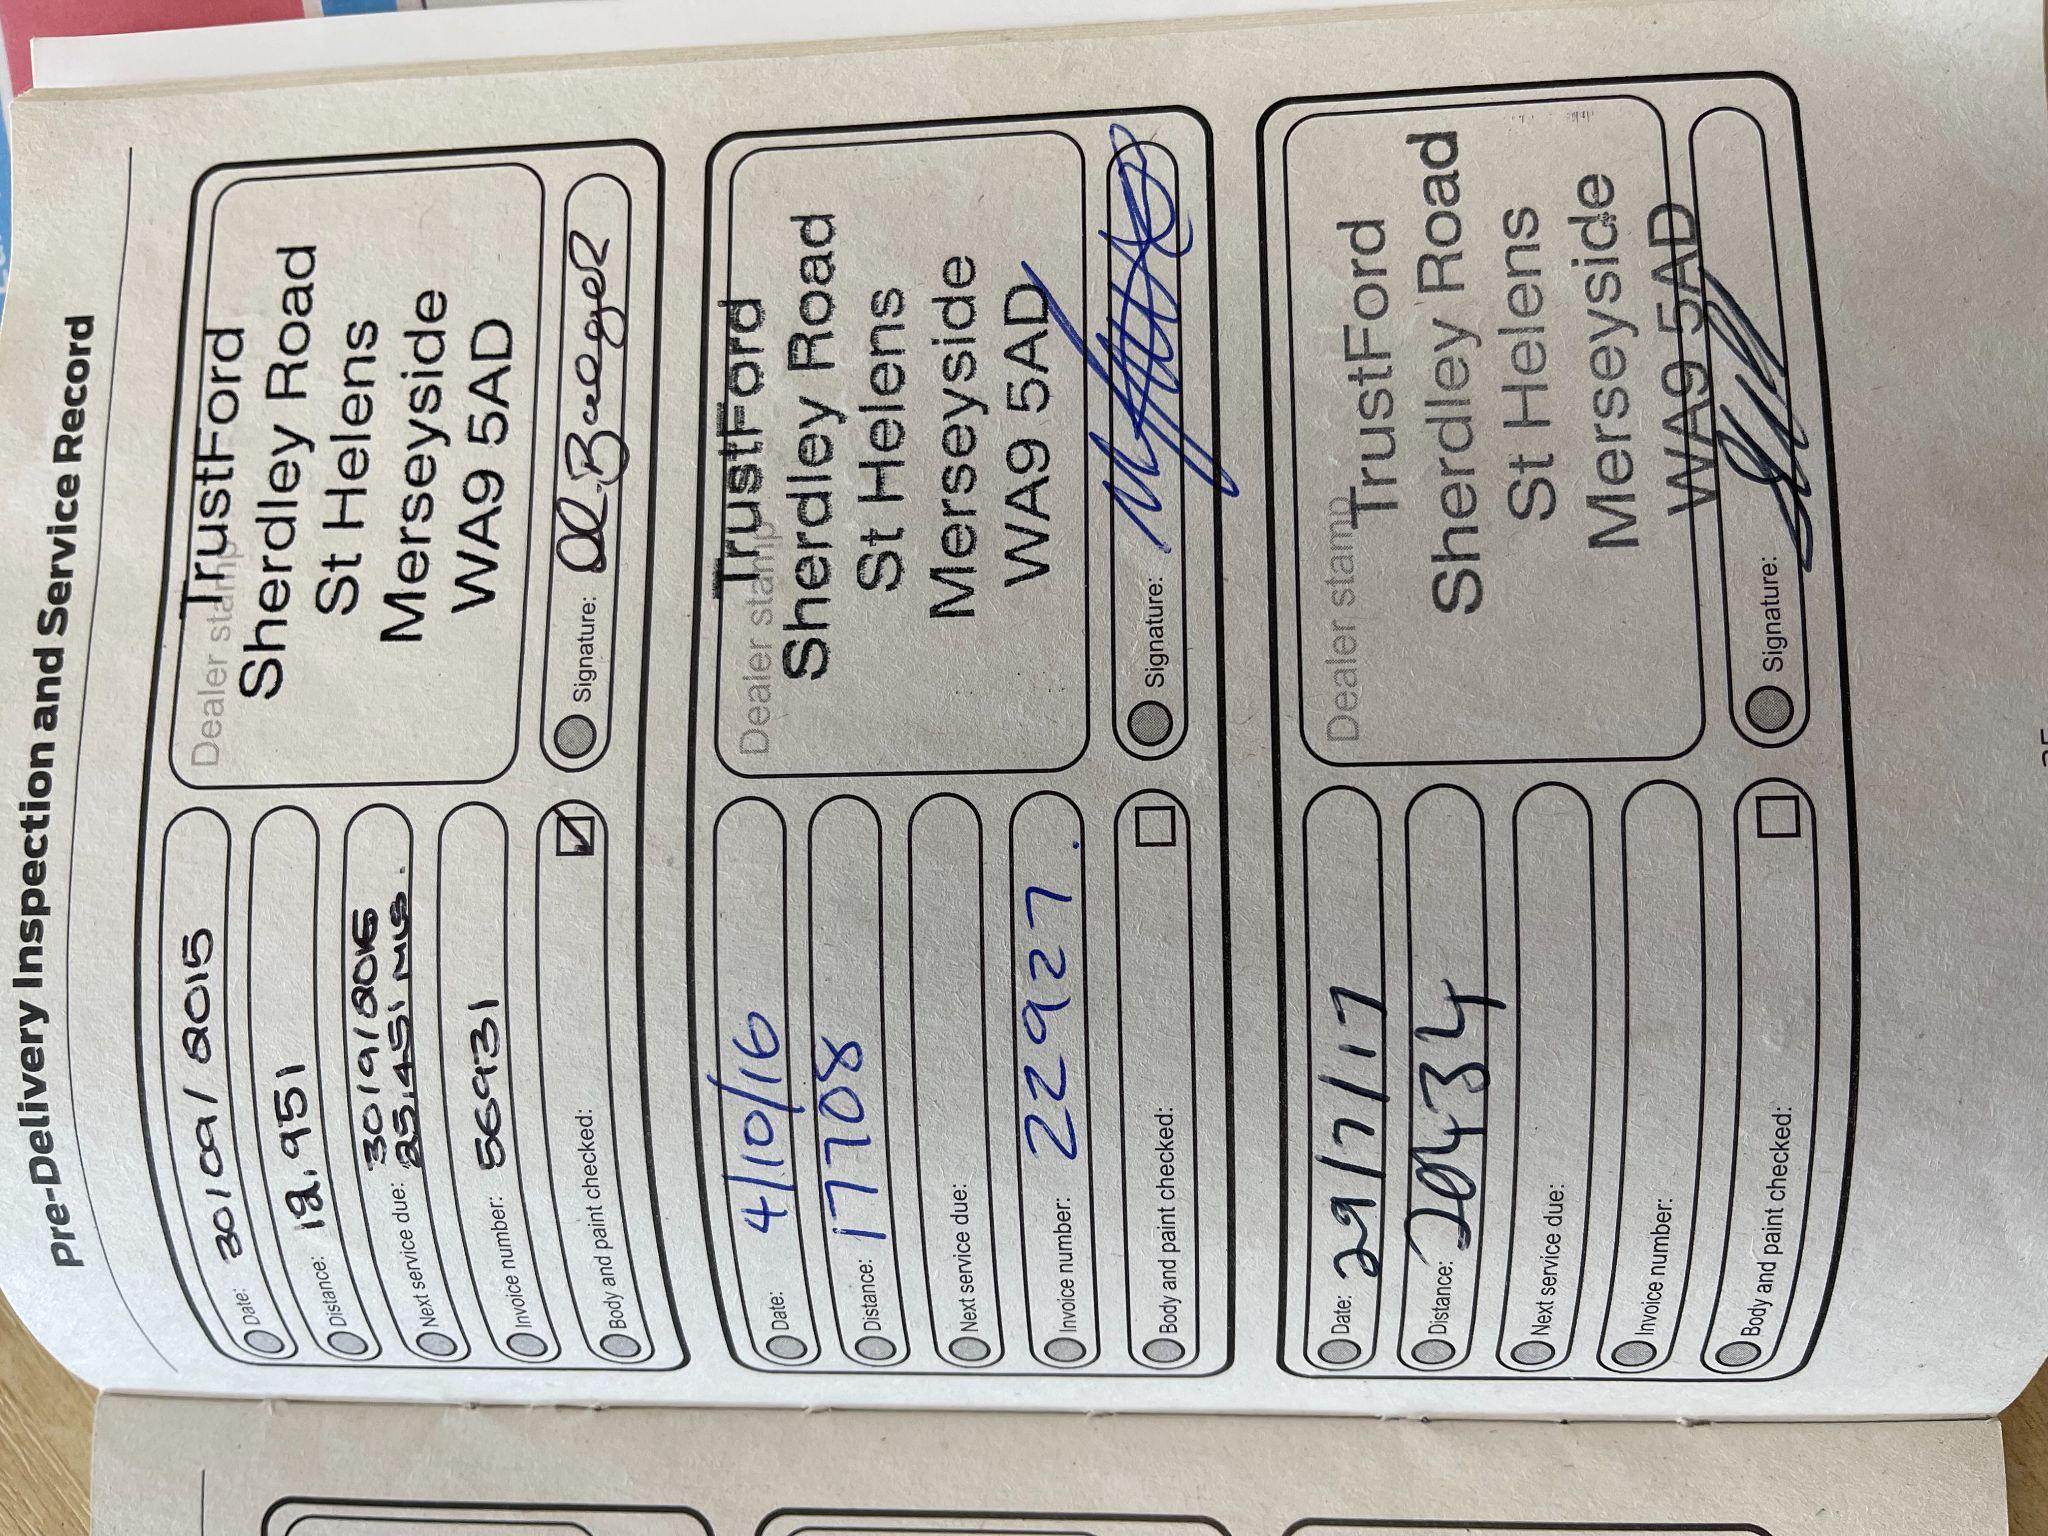 Pre-Delivery Inspection and Service Record
Date: 30/09/2015
Distance: 12,951
Next service due: 30/9/2016
25,451 MLS.
Invoice number: 569931
Body and paint checked:
Dealer stamp
TrustFord
Sherdley Road
St Helens
Merseyside
WA9 5AD
Signature:
Date: 4/10/16
Distance: 17708
Next service due:
Invoice number: 22927.
Body and paint checked:
Dealer stamp
TrustFord
Sherdley Road
St Helens
Merseyside
WA9 5AD
Signature:
Date: 29/7/17
Distance: 20434
Next service due:
Invoice number:
Body and paint checked:
Dealer stamp
TrustFord
Sherdley Road
St Helens
Merseyside
WA9 5AD
Signature: